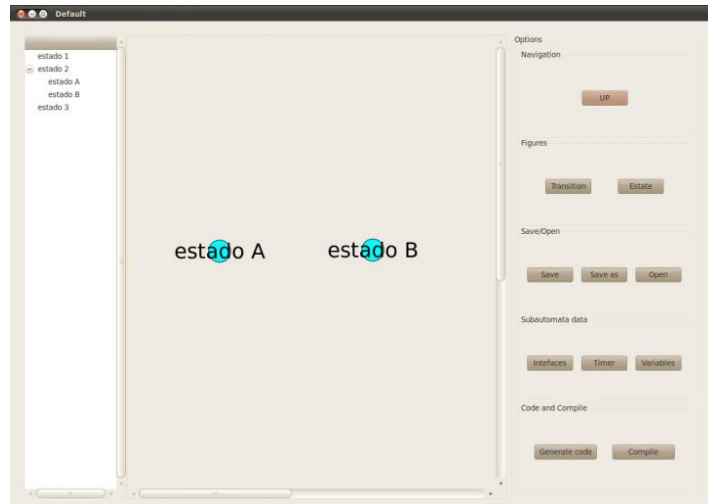 Default
estado 1
estado 2
estado A
estado B
estado 3
estado A
estado B
Options
Navigation
UP
Figures
Transition
Estate
Save/Open
Save
Save as
Open
Subautomata data
Intefaces
Timer
Variables
Code and Compile
Generate code
Compile